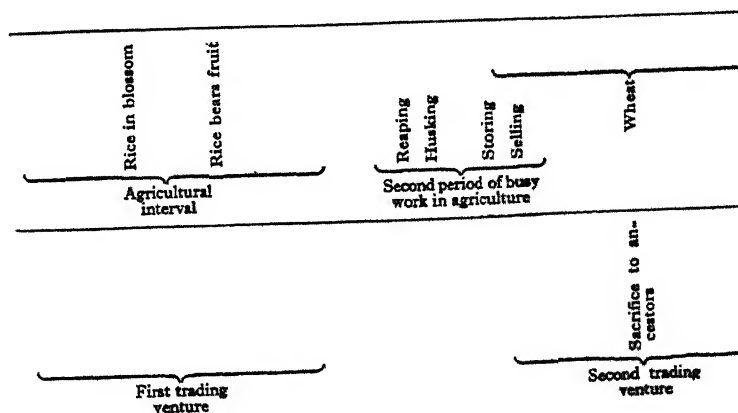 Rice in blossom
Rice bears fruit
Agricultural
interval
Reaping
Husking
Storing
Selling
Second period of busy
work in agriculture
Wheat
First trading
venture
Sacrifice to an-
cestors
Second trading
venture